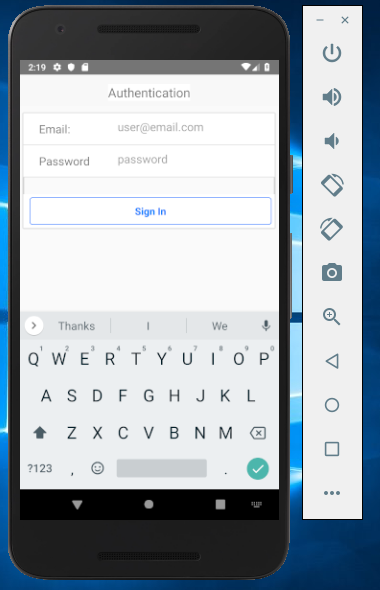 2:19
Authentication
Email: user@email.com
Password password
Sign In
Thanks I We
Q 1 W 2 E 3 R 4 T 5 Y 6 U 7 I 8 O 9 P 0
A S D F G H J K L
Z X C V B N M
?123 , .